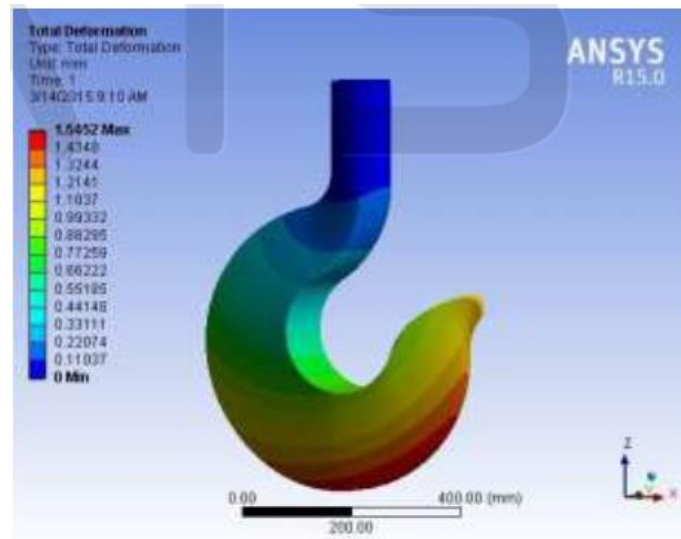 Total Deformation
Type: Total Deformation
Unit: mm
Time: 1
3/14/2015 9:10 AM
ANSYS
R15.0
1.5452 Max
1.4348
1.3244
1.2141
1.1037
0.99332
0.88295
0.77259
0.66222
0.55185
0.44148
0.33111
0.22074
0.11037
0 Min
0.00
400.00 (mm)
200.00
Z
X